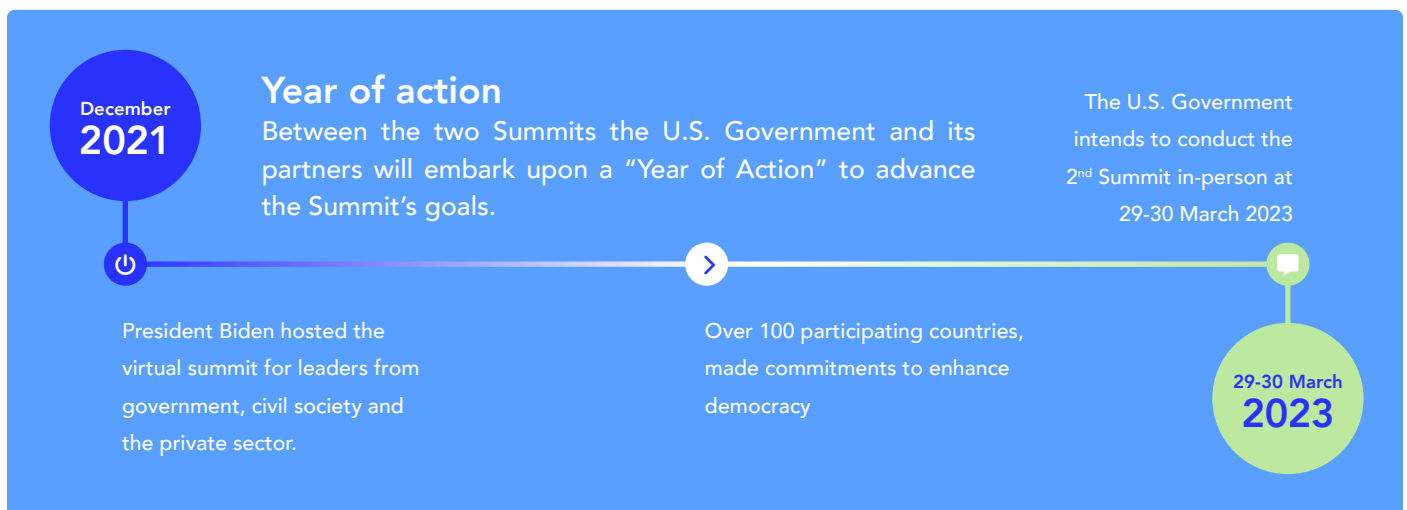 December
2021
Year of action
Between the two Summits the U.S. Government and its
partners will embark upon a “Year of Action” to advance
the Summit’s goals.
The U.S. Government
intends to conduct the
2nd Summit in-person at
29-30 March 2023
President Biden hosted the
virtual summit for leaders from
government, civil society and
the private sector.
Over 100 participating countries,
made commitments to enhance
democracy
29-30 March
2023